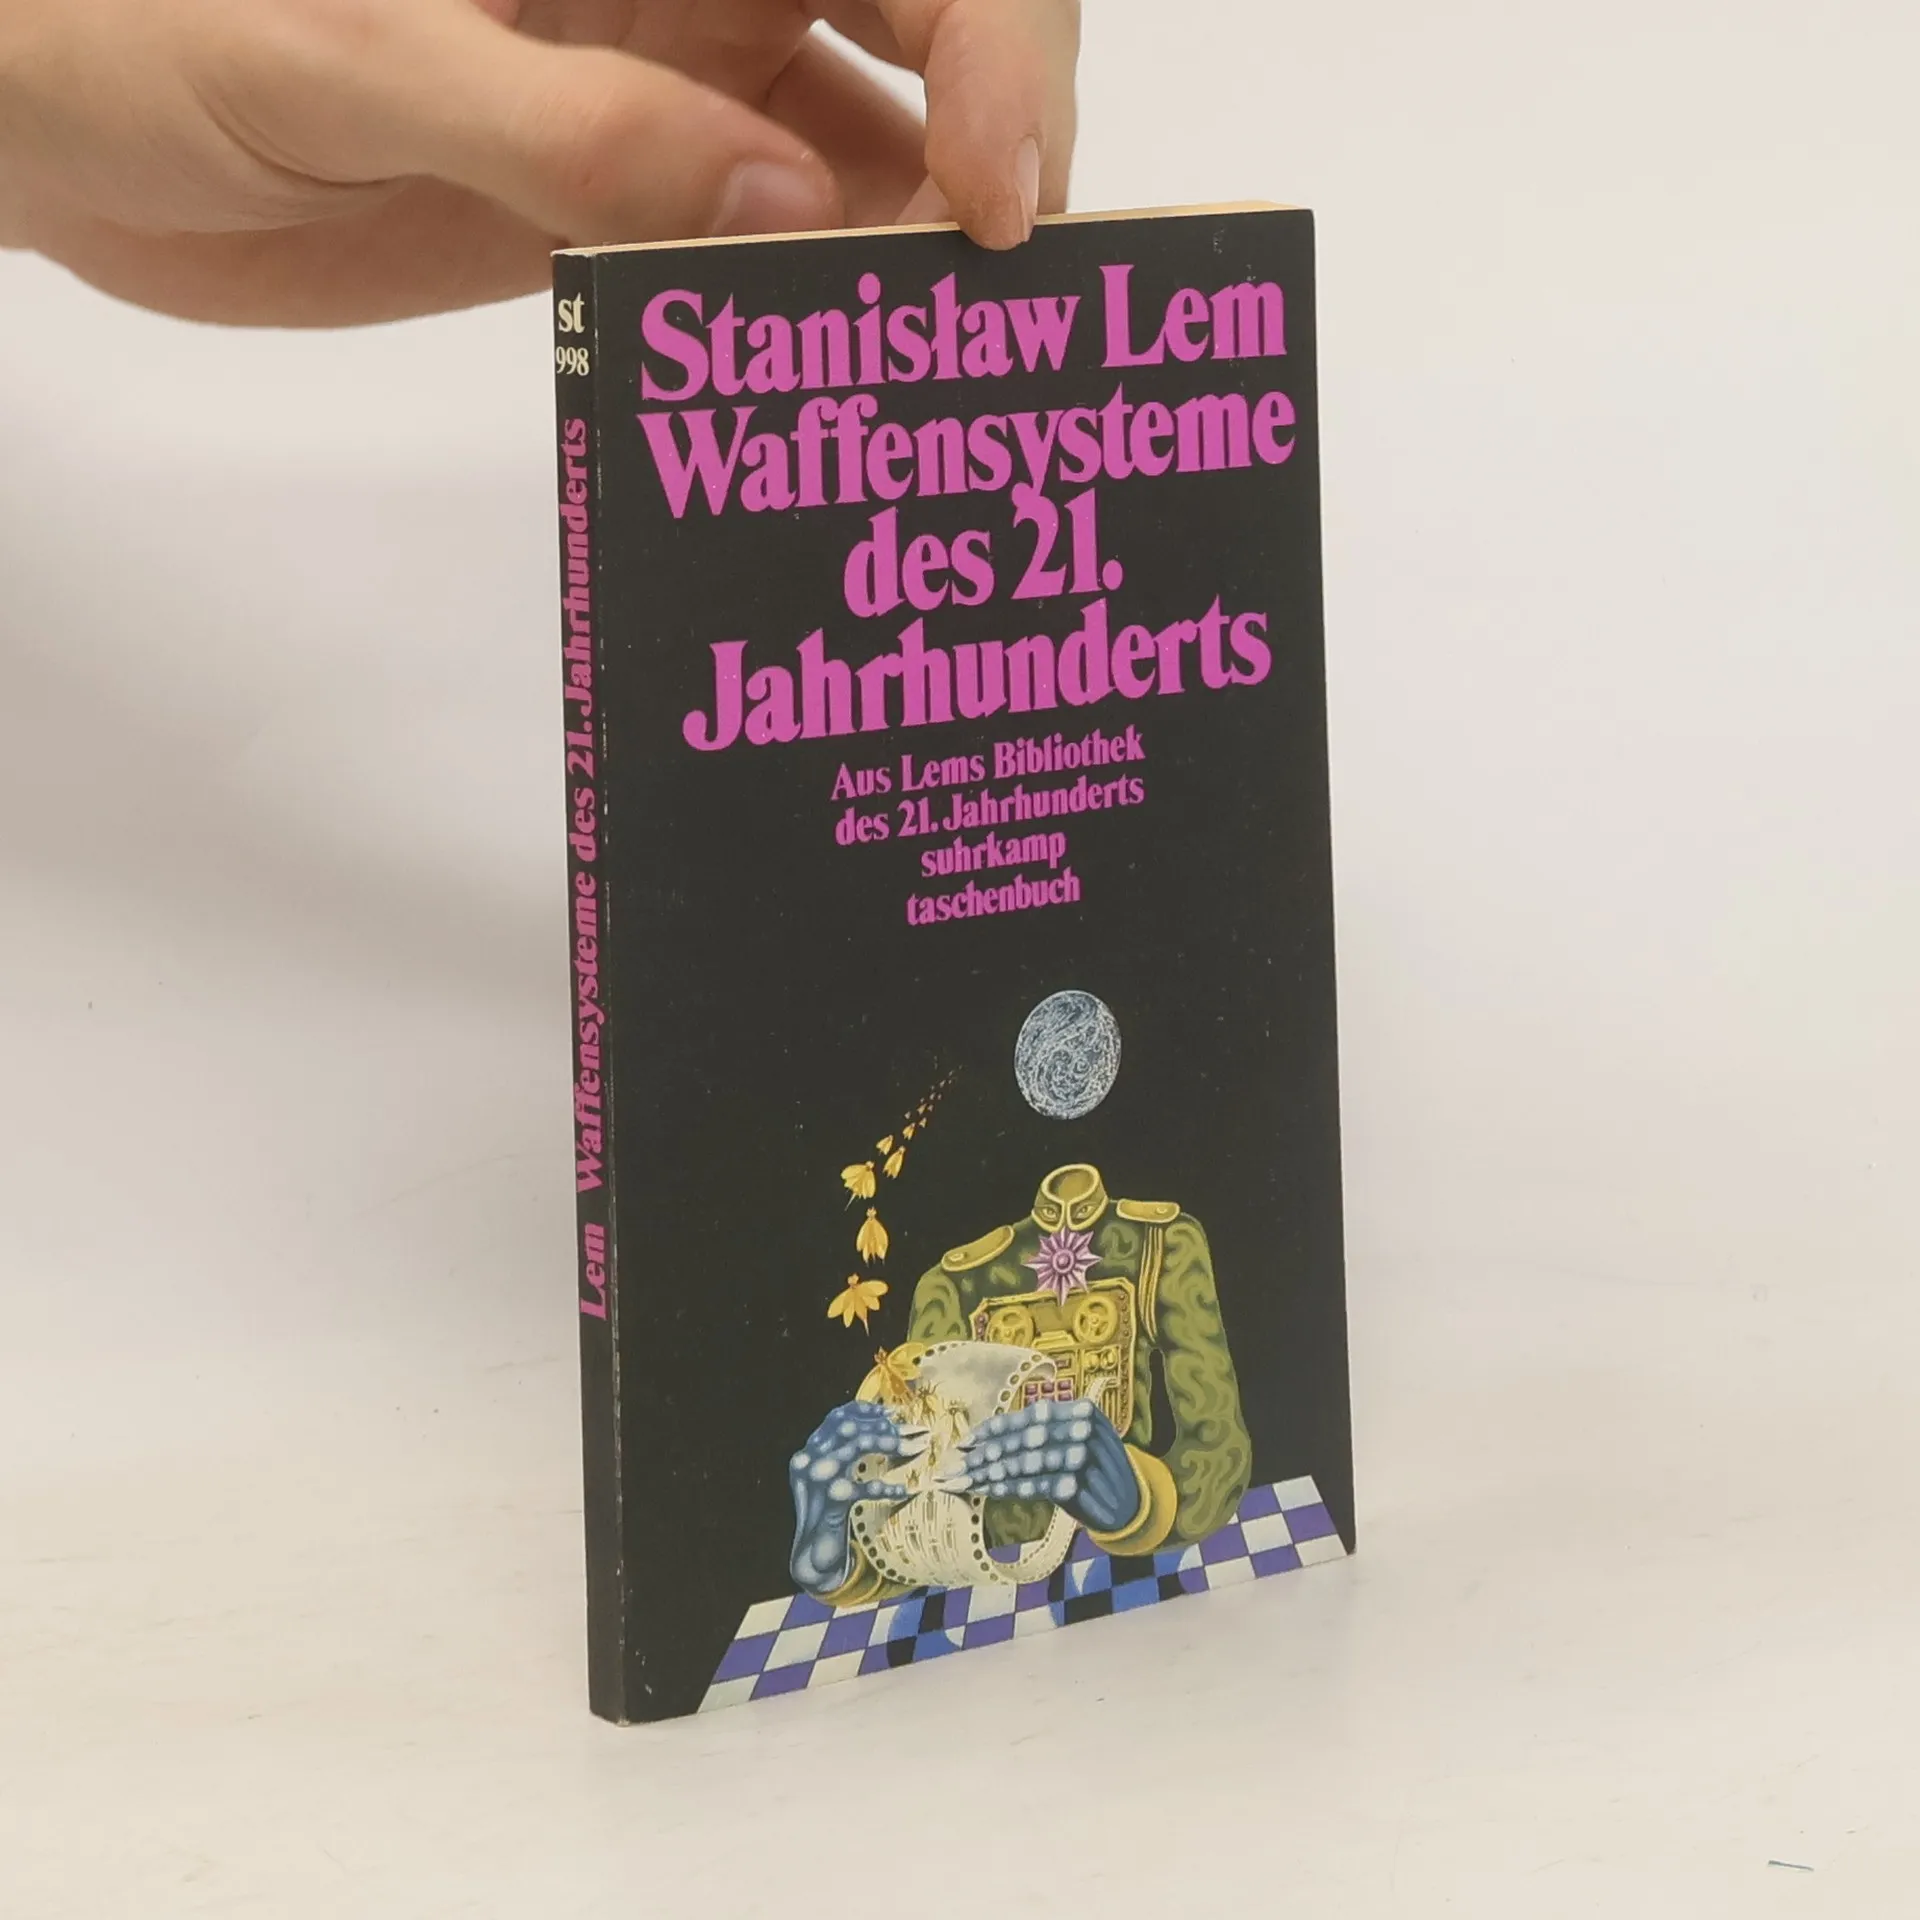 st
998
Lem Waffensysteme des 21. Jahrhunderts
Stanisław Lem
Waffensysteme
des 21.
Jahrhunderts
Aus Lems Bibliothek
des 21. Jahrhunderts
suhrkamp
taschenbuch